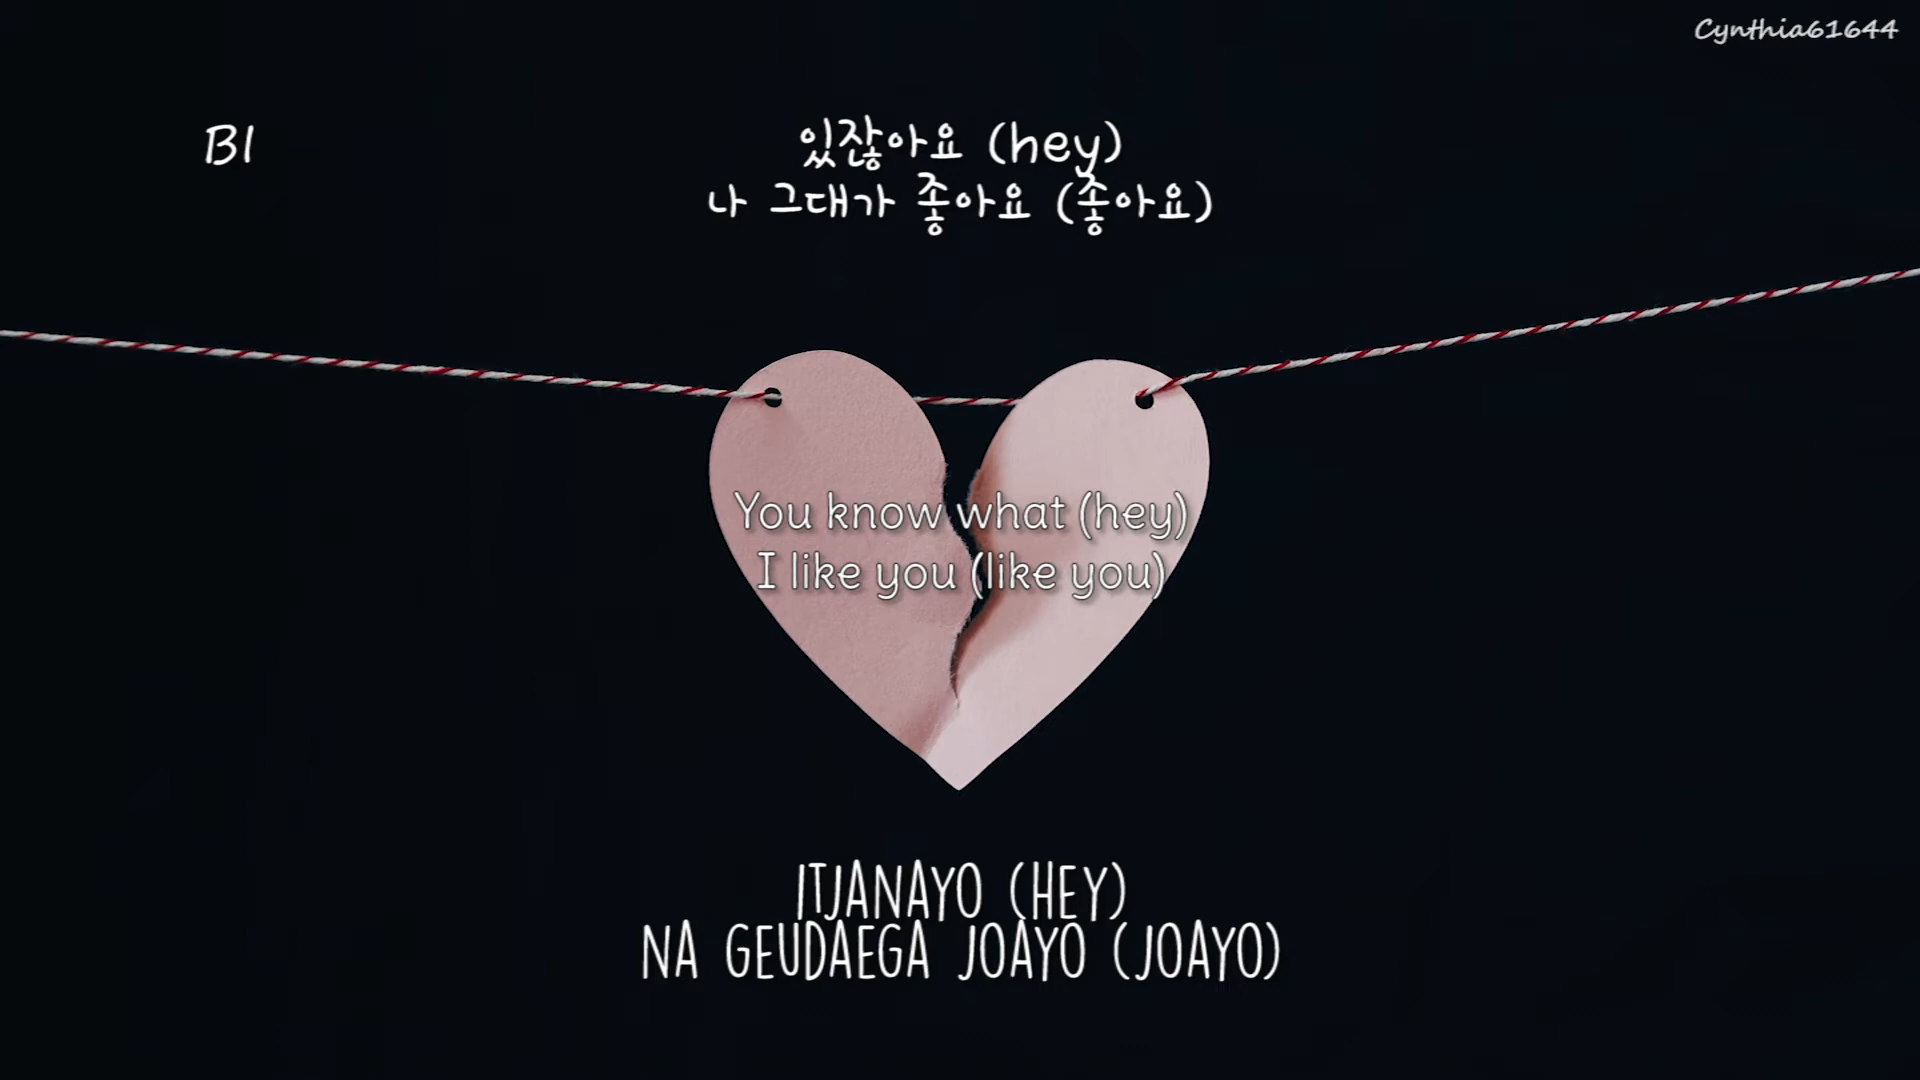 Cynthia61644
BI
있잖아요 (hey)
나 그대가 좋아요 (좋아요)
You know what (hey)
I like you (like you)
ITJANAYO (HEY)
NA GEUDAEGA JOAYO (JOAYO)